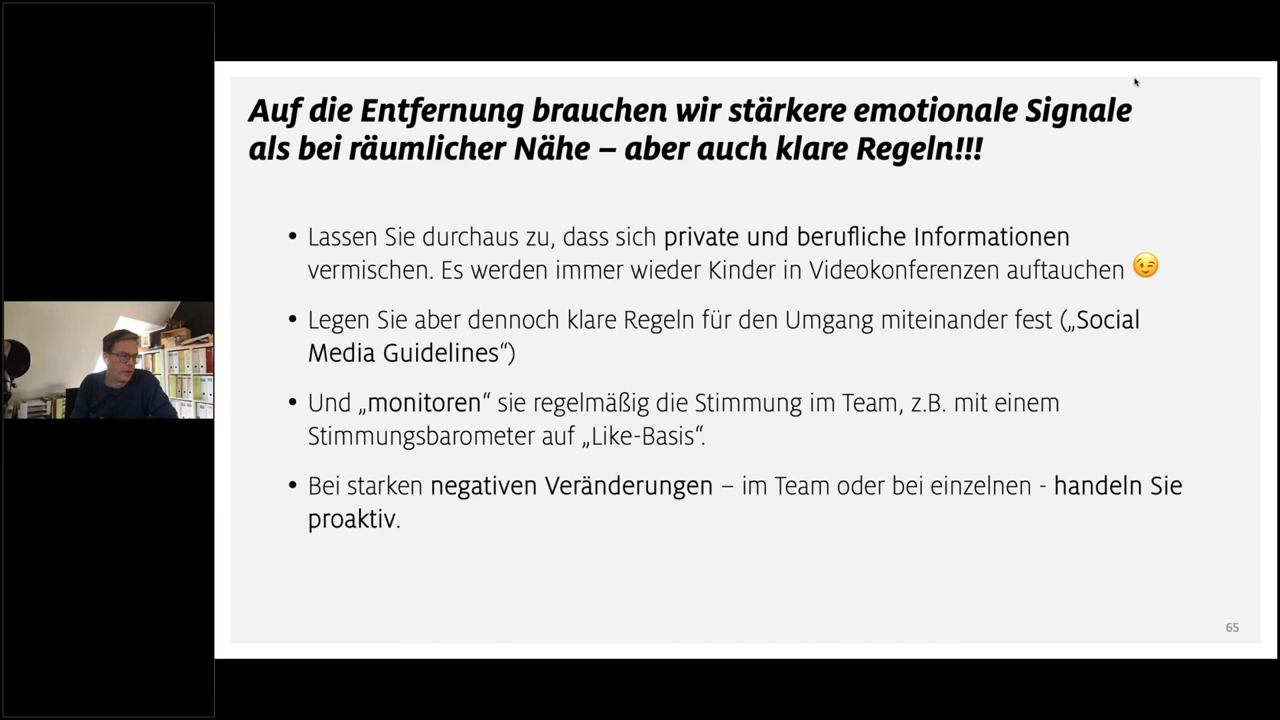 Auf die Entfernung brauchen wir stärkere emotionale Signale
als bei räumlicher Nähe – aber auch klare Regeln!!!
• Lassen Sie durchaus zu, dass sich private und berufliche Informationen
vermischen. Es werden immer wieder Kinder in Videokonferenzen auftauchen 😉
• Legen Sie aber dennoch klare Regeln für den Umgang miteinander fest („Social
Media Guidelines“)
• Und „monitoren“ sie regelmäßig die Stimmung im Team, z.B. mit einem
Stimmungsbarometer auf „Like-Basis“.
• Bei starken negativen Veränderungen – im Team oder bei einzelnen - handeln Sie
proaktiv.
65